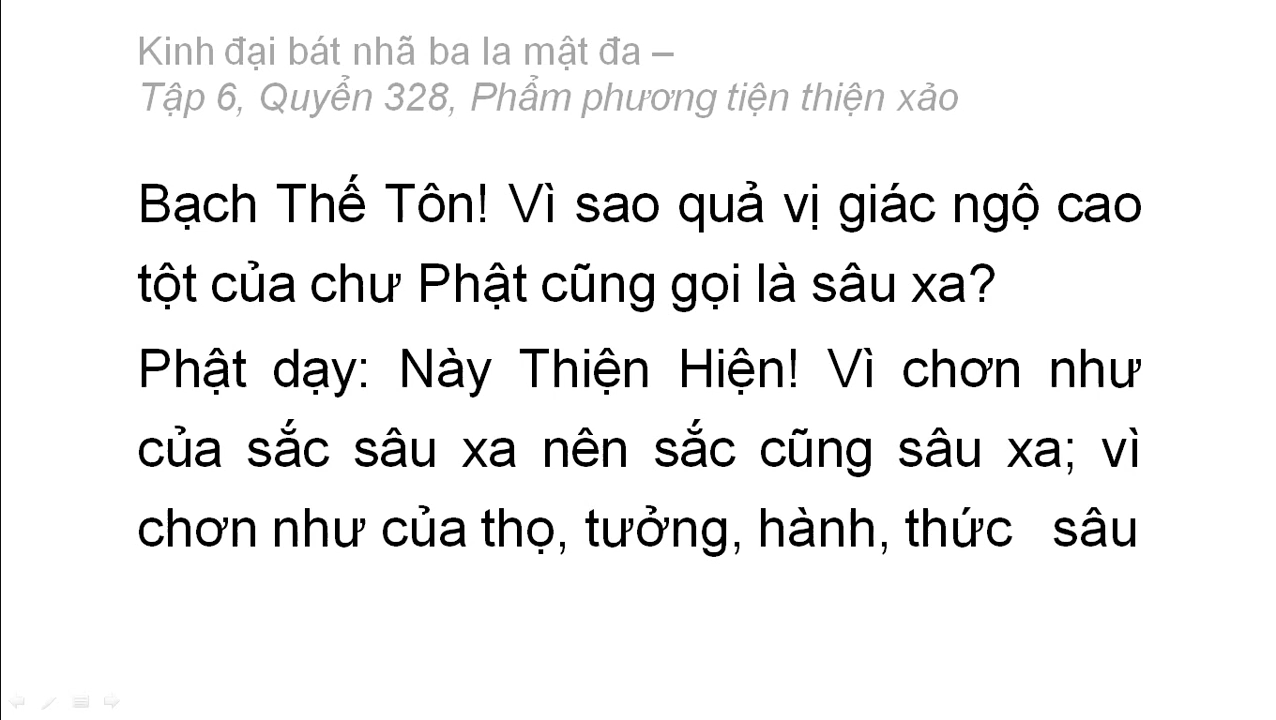 Kinh đại bát nhã ba la mật đa –
Tập 6, Quyển 328, Phẩm phương tiện thiện xảo
Bạch Thế Tôn! Vì sao quả vị giác ngộ cao
tột của chư Phật cũng gọi là sâu xa?
Phật dạy: Này Thiện Hiện! Vì chơn như
của sắc sâu xa nên sắc cũng sâu xa; vì
chơn như của thọ, tưởng, hành, thức sâu